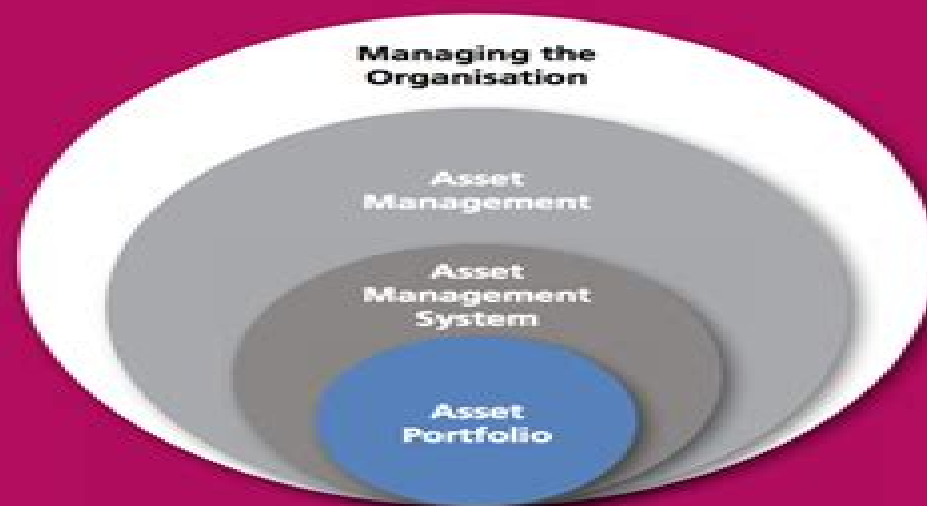 Managing the
Organisation
Asset
Management
Asset
Management
System
Asset
Portfolio